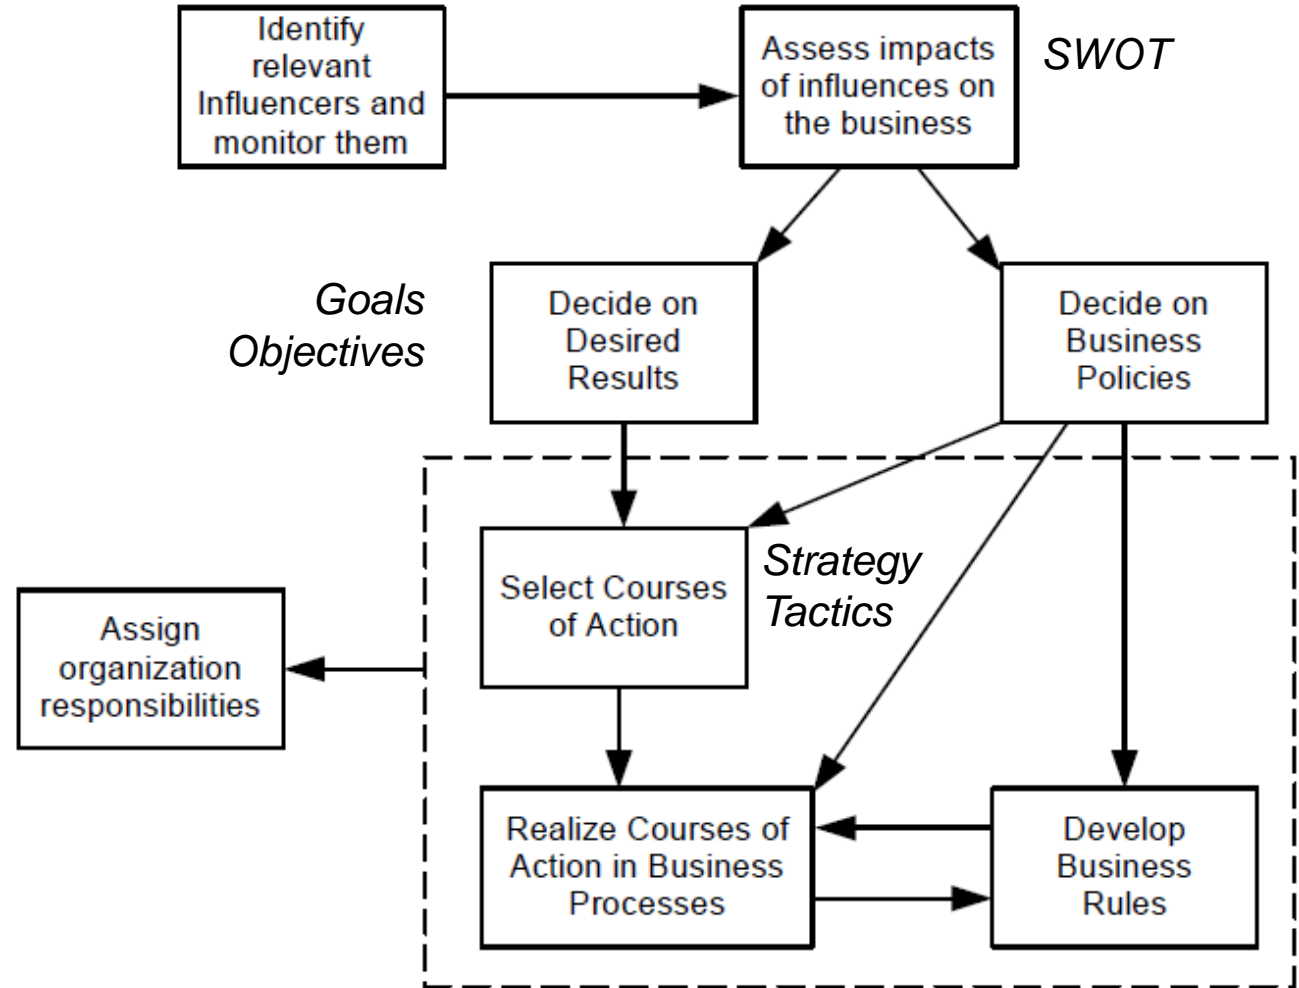 Identify
relevant
Influencers and
monitor them
Assess impacts
of influences on
the business
SWOT
Goals
Objectives
Decide on
Desired
Results
Decide on
Business
Policies
Select Courses
of Action
Strategy
Tactics
Assign
organization
responsibilities
Realize Courses of
Action in Business
Processes
Develop
Business
Rules